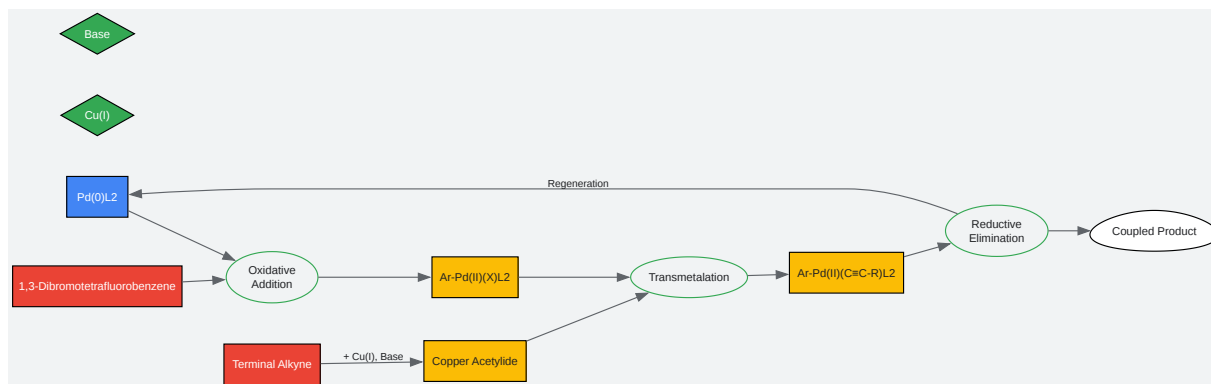 Base
Cu(I)
Pd(0)L2
Regeneration
Reductive
Elimination
Coupled Product
1,3-Dibromotetrafluorobenzene
Oxidative
Addition
Ar-Pd(II)(X)L2
Transmetalation
Ar-Pd(II)(C≡C-R)L2
Terminal Alkyne
+ Cu(I), Base
Copper Acetylide